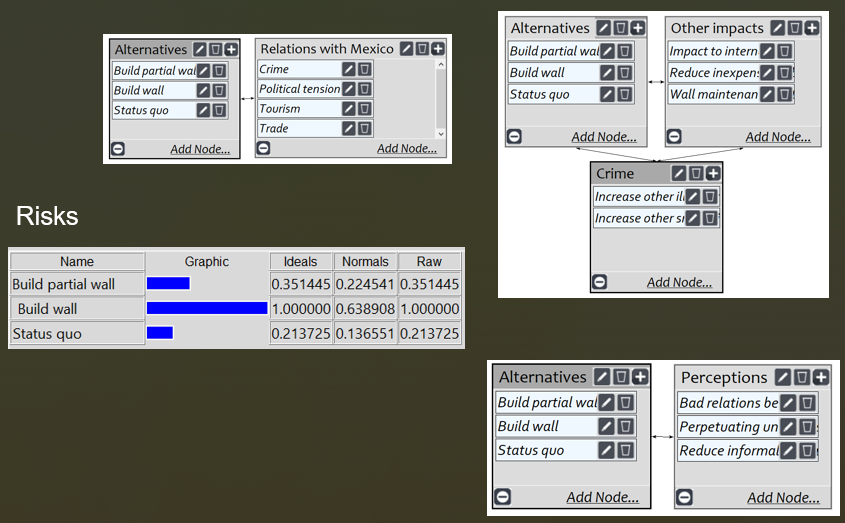 Alternatives
Build partial wal
Build wall
Status quo
Add Node...
Relations with Mexico
Crime
Political tension
Tourism
Trade
Add Node...
Alternatives
Build partial wal
Build wall
Status quo
Add Node...
Other impacts
Impact to intern
Reduce inexpens
Wall maintenan
Add Node...
Crime
Increase other ill
Increase other s
Add Node...
Risks
Name Graphic Ideals Normals Raw
Build partial wall 0.351445 0.224541 0.351445
Build wall 1.000000 0.638908 1.000000
Status quo 0.213725 0.136551 0.213725
Alternatives
Build partial wal
Build wall
Status quo
Add Node...
Perceptions
Bad relations be
Perpetuating un
Reduce informal
Add Node...